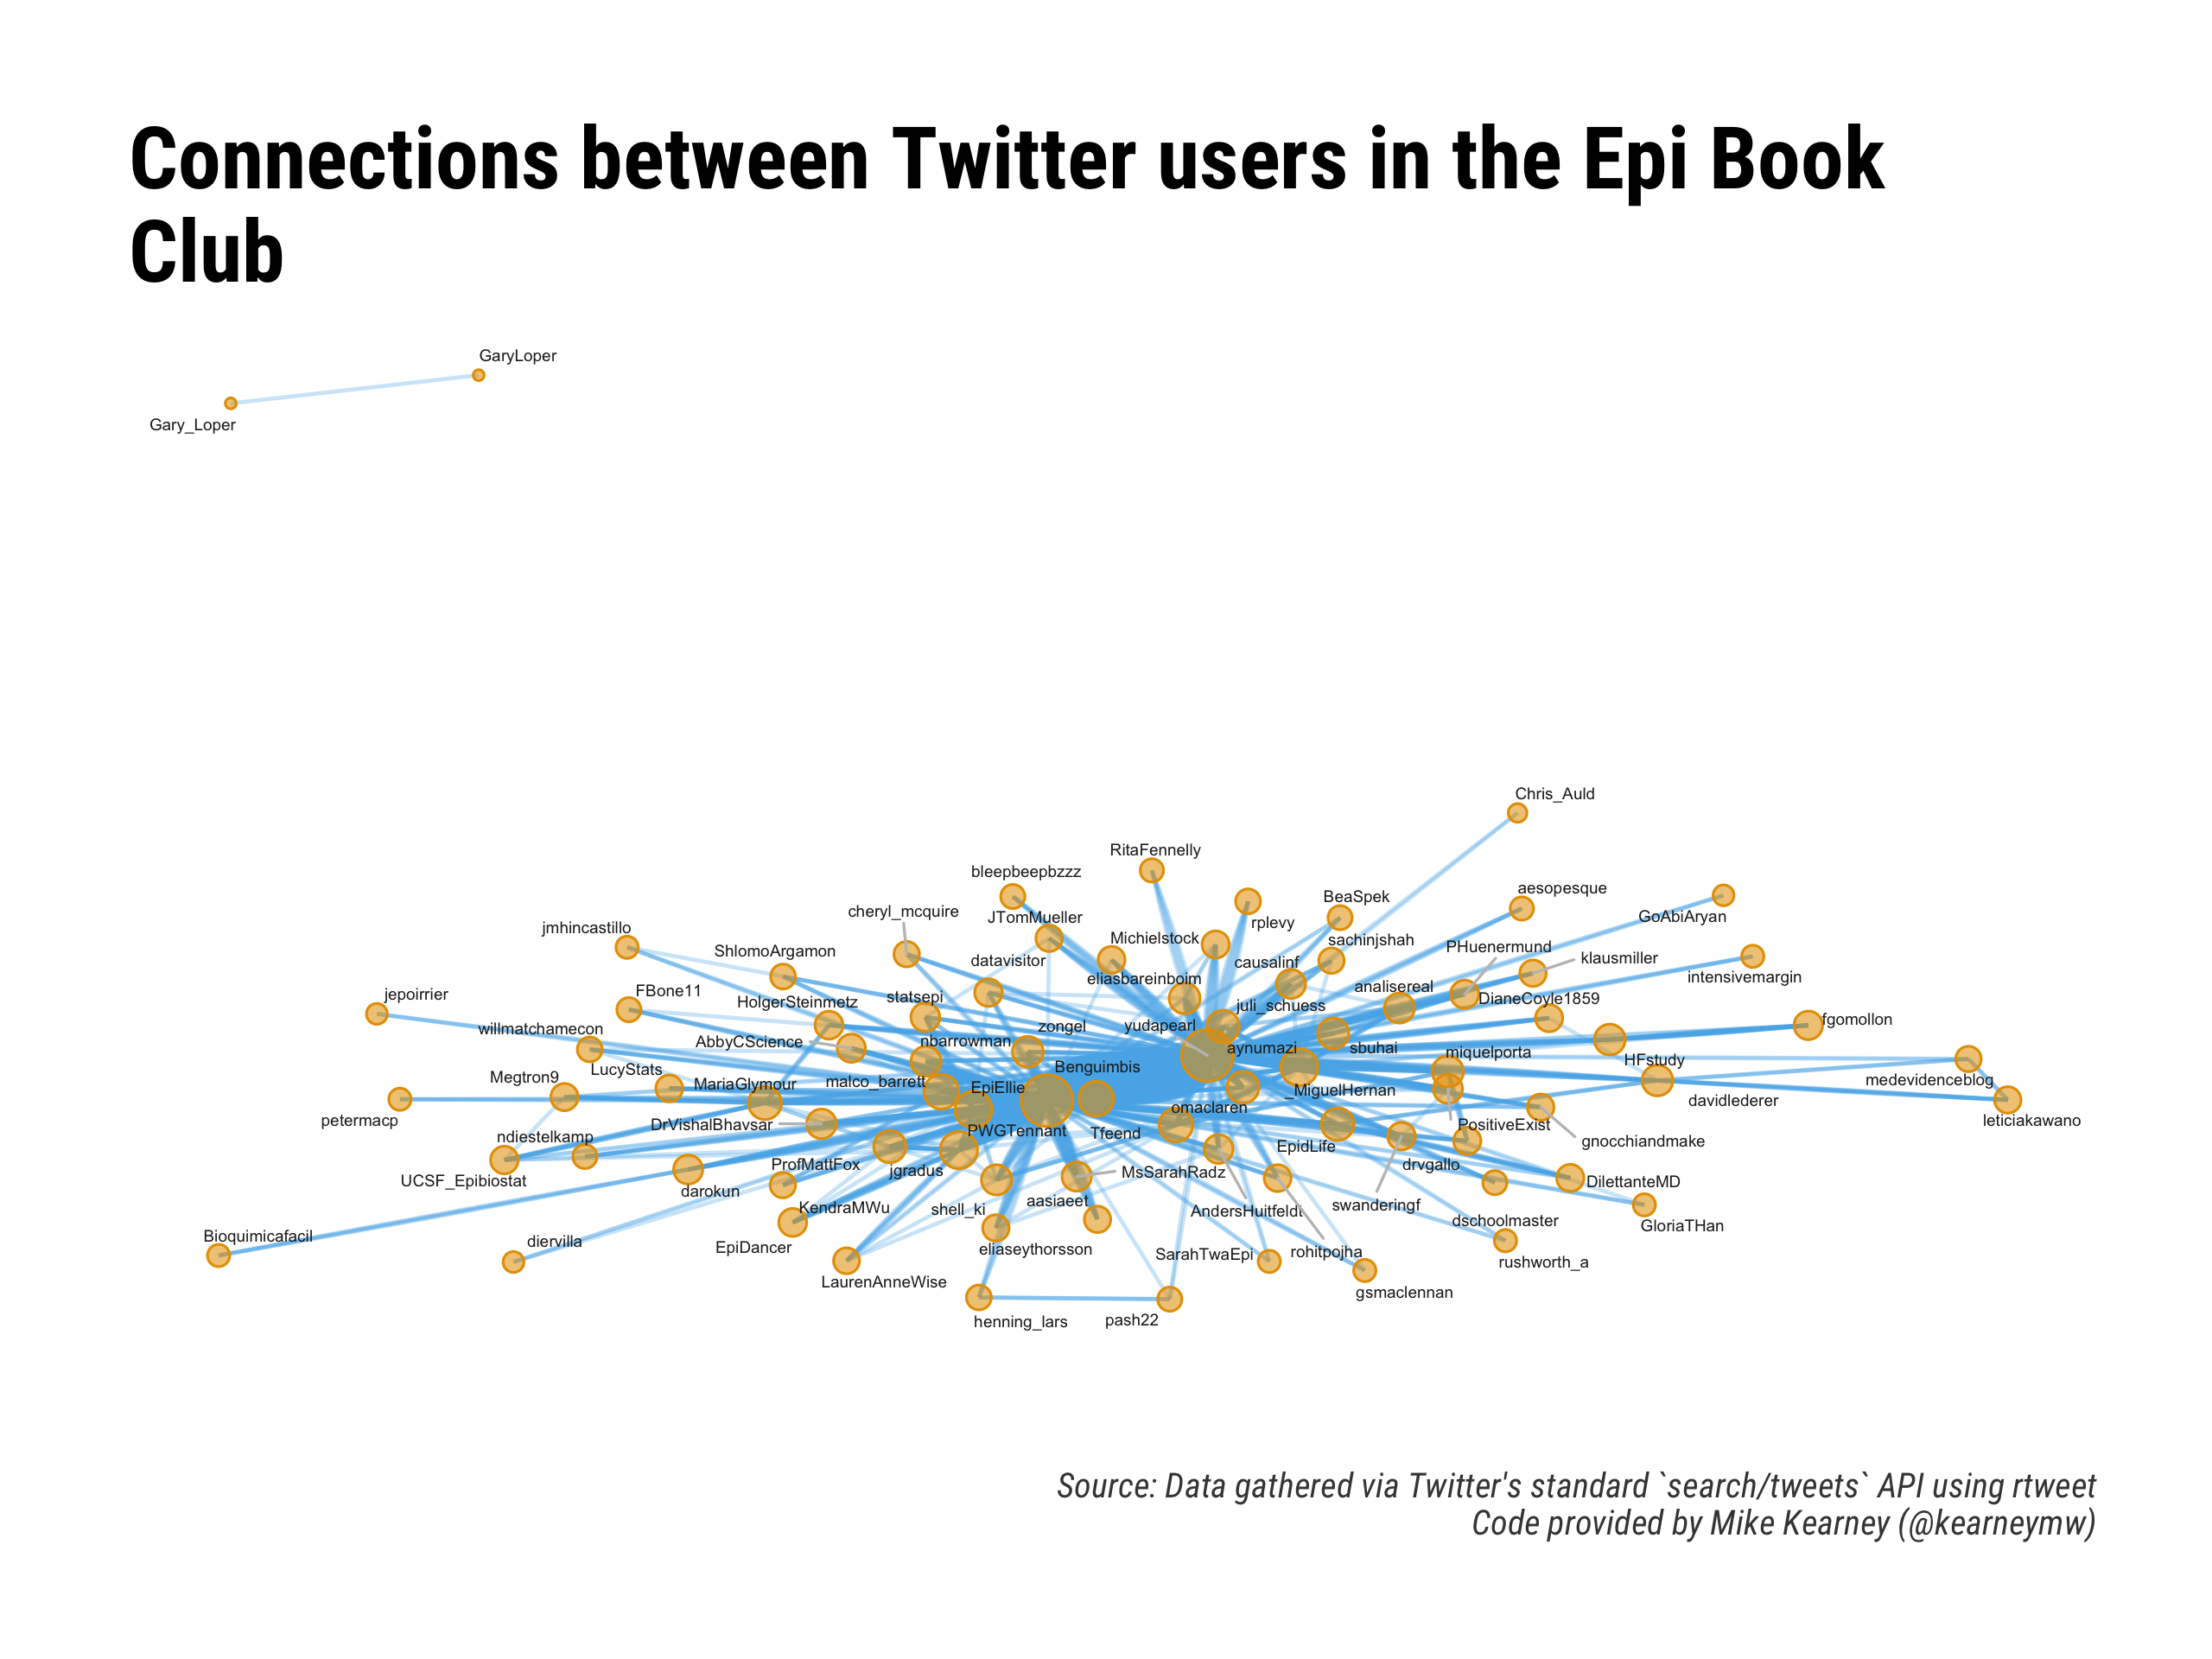 Connections between Twitter users in the Epi Book
Club
GaryLoper
Gary_Loper
Chris_Auld
RitaFennelly
bleepbeepbzzz
aesopesque
BeaSpek
cheryl_mcquire
JTomMueller
GoAbiAryan
rplevy
jmhincastillo
Michielstock
sachinjshah
PHuenermund
ShlomoArgamon
klausmiller
datavisitor
causalinf
eliasbareinboim
intensivemargin
analisereal
FBone11
jepoirrier
statsepi
DianeCoyle1859
HolgerSteinmetz
juli_schuess
fgomollon
zongel
yudapearl
willmatchamecon
AbbyCScience
nbarrowman
aynumazi
sbuhai
miquelporta
HFstudy
Benguimbis
LucyStats
Megtron9
MariaGlymour
malco_barrett
EpiEllie
_MiguelHernan
medevidenceblog
davidlederer
omaclaren
petermacp
DrVishalBhavsar
PositiveExist
leticiakawano
PWGTennant
Tfeend
ndiestelkamp
EpidLife
gnocchiandmake
ProfMattFox
drvgallo
jgradus
MsSarahRadz
UCSF_Epibiostat
DilettanteMD
darokun
aasiaeet
KendraMWu
shell_ki
AndersHuitfeldt
swanderingf
dschoolmaster
GloriaTHan
Bioquimicafacil
diervilla
EpiDancer
eliaseythorsson
SarahTwaEpi
rohitpojha
rushworth_a
LaurenAnneWise
gsmaclennan
henning_lars
pash22
Source: Data gathered via Twitter's standard `search/tweets` API using rtweet
Code provided by Mike Kearney (@kearneymw)